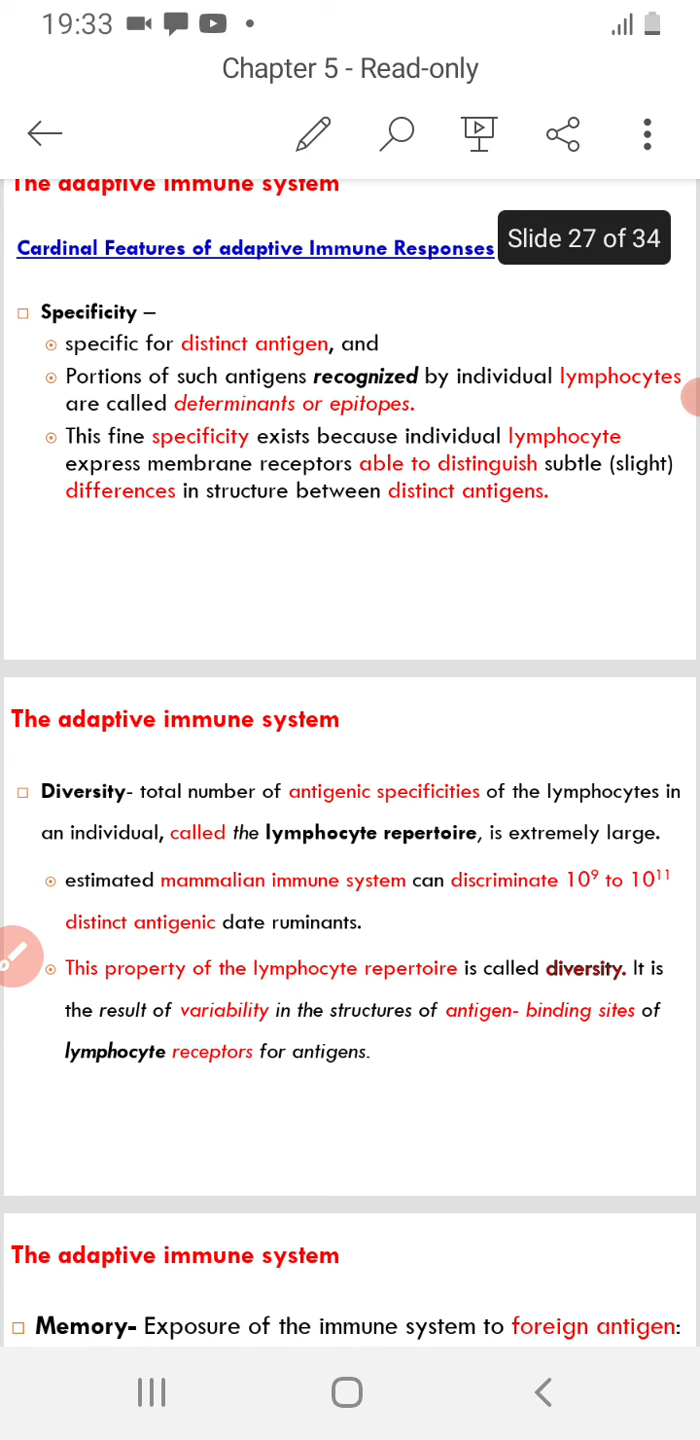 19:33
Chapter 5 - Read-only
The adaptive immune system
Slide 27 of 34
Cardinal Features of adaptive Immune Responses
Specificity –
specific for distinct antigen, and
Portions of such antigens recognized by individual lymphocytes
are called determinants or epitopes.
This fine specificity exists because individual lymphocyte
express membrane receptors able to distinguish subtle (slight)
differences in structure between distinct antigens.
The adaptive immune system
Diversity- total number of antigenic specificities of the lymphocytes in
an individual, called the lymphocyte repertoire, is extremely large.
estimated mammalian immune system can discriminate 10⁹ to 10¹¹
distinct antigenic date ruminants.
This property of the lymphocyte repertoire is called diversity. It is
the result of variability in the structures of antigen- binding sites of
lymphocyte receptors for antigens.
The adaptive immune system
Memory- Exposure of the immune system to foreign antigen: